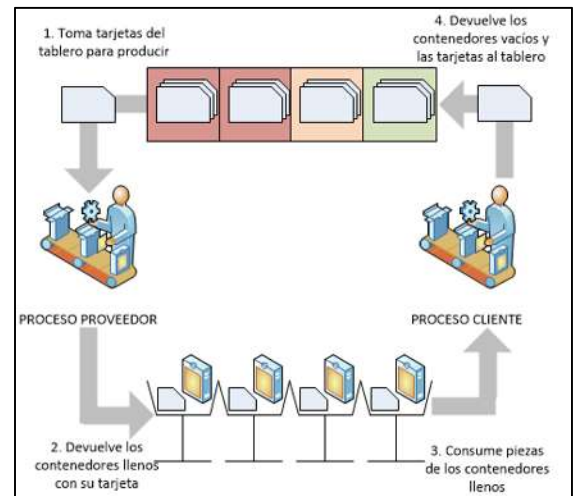 1. Toma tarjetas del
tablero para producir
4. Devuelve los
contenedores vacíos y
las tarjetas al tablero
PROCESO PROVEEDOR
PROCESO CLIENTE
2. Devuelve los
contenedores llenos
con su tarjeta
3. Consume piezas
de los contenedores
llenos